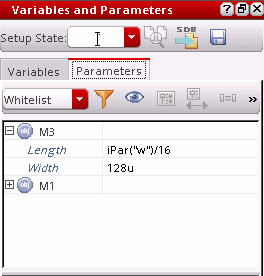 Variables and Parameters
Setup State:
SDB
Variables Parameters
Whitelist
M3
Length iPar("w")/16
Width 128u
M1